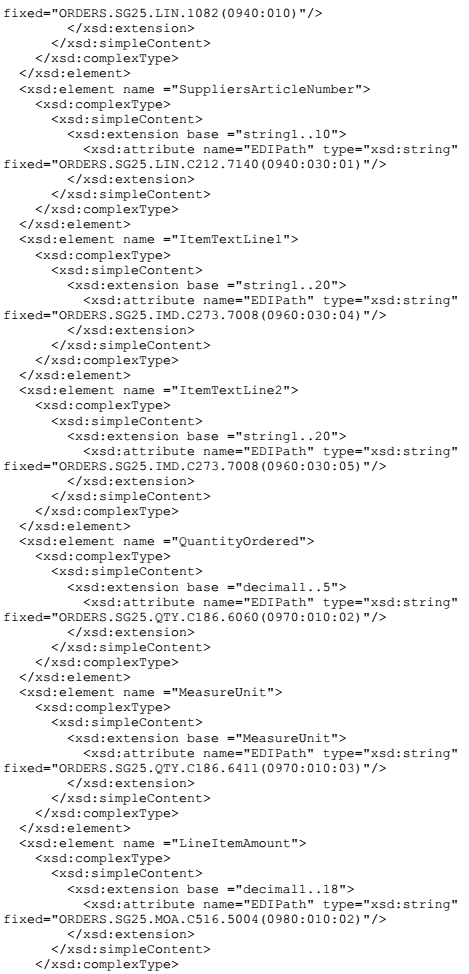 fixed="ORDERS.SG25.LIN.1082(0940:010)"/>
</xsd:extension>
</xsd:simpleContent>
</xsd:complexType>
</xsd:element>
<xsd:element name ="SuppliersArticleNumber">
<xsd:complexType>
<xsd:simpleContent>
<xsd:extension base ="string1..10">
<xsd:attribute name="EDIPath" type="xsd:string"
fixed="ORDERS.SG25.LIN.C212.7140(0940:030:01)"/>
</xsd:extension>
</xsd:simpleContent>
</xsd:complexType>
</xsd:element>
<xsd:element name ="ItemTextLine1">
<xsd:complexType>
<xsd:simpleContent>
<xsd:extension base ="string1..20">
<xsd:attribute name="EDIPath" type="xsd:string"
fixed="ORDERS.SG25.IMD.C273.7008(0960:030:04)"/>
</xsd:extension>
</xsd:simpleContent>
</xsd:complexType>
</xsd:element>
<xsd:element name ="ItemTextLine2">
<xsd:complexType>
<xsd:simpleContent>
<xsd:extension base ="string1..20">
<xsd:attribute name="EDIPath" type="xsd:string"
fixed="ORDERS.SG25.IMD.C273.7008(0960:030:05)"/>
</xsd:extension>
</xsd:simpleContent>
</xsd:complexType>
</xsd:element>
<xsd:element name ="QuantityOrdered">
<xsd:complexType>
<xsd:simpleContent>
<xsd:extension base ="decimal1..5">
<xsd:attribute name="EDIPath" type="xsd:string"
fixed="ORDERS.SG25.QTY.C186.6060(0970:010:02)"/>
</xsd:extension>
</xsd:simpleContent>
</xsd:complexType>
</xsd:element>
<xsd:element name ="MeasureUnit">
<xsd:complexType>
<xsd:simpleContent>
<xsd:extension base ="MeasureUnit">
<xsd:attribute name="EDIPath" type="xsd:string"
fixed="ORDERS.SG25.QTY.C186.6411(0970:010:03)"/>
</xsd:extension>
</xsd:simpleContent>
</xsd:complexType>
</xsd:element>
<xsd:element name ="LineItemAmount">
<xsd:complexType>
<xsd:simpleContent>
<xsd:extension base ="decimal1..18">
<xsd:attribute name="EDIPath" type="xsd:string"
fixed="ORDERS.SG25.MOA.C516.5004(0980:010:02)"/>
</xsd:extension>
</xsd:simpleContent>
</xsd:complexType>